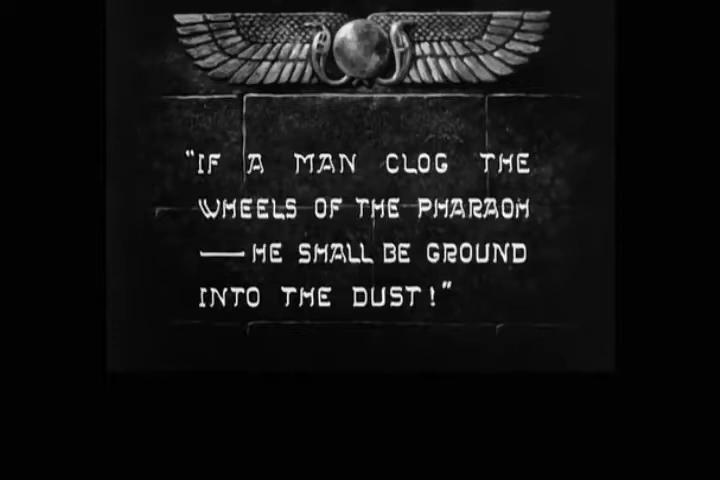 "IF A MAN CLOG THE
WHEELS OF THE PHARAOH
—HE SHALL BE GROUND
INTO THE DUST!"